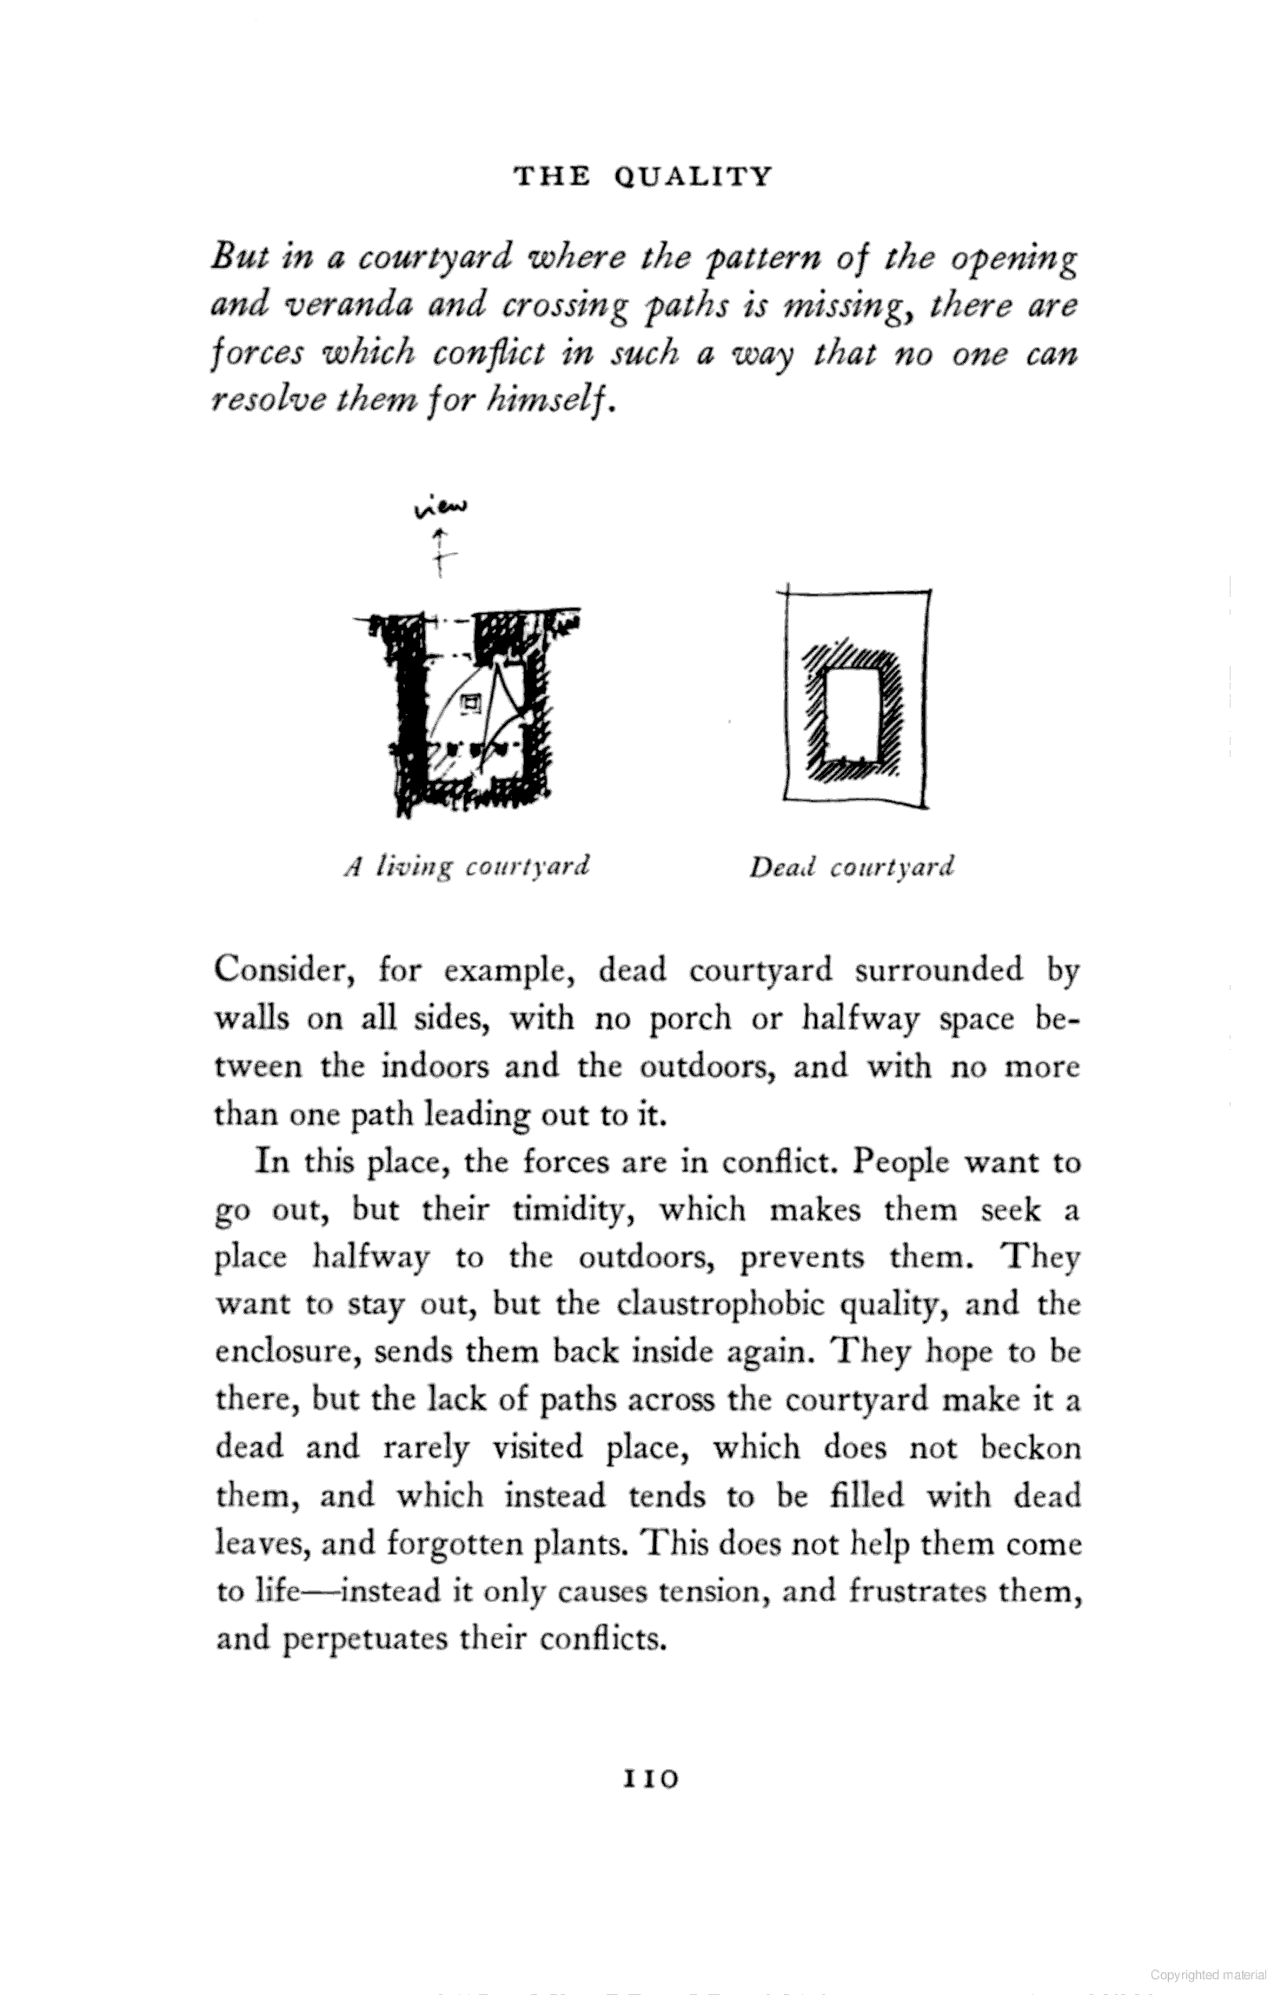 THE QUALITY
But in a courtyard where the pattern of the opening
and veranda and crossing paths is missing, there are
forces which conflict in such a way that no one can
resolve them for himself.
view
A living courtyard
Dead courtyard
Consider, for example, dead courtyard surrounded by
walls on all sides, with no porch or halfway space be-
tween the indoors and the outdoors, and with no more
than one path leading out to it.
In this place, the forces are in conflict. People want to
go out, but their timidity, which makes them seek a
place halfway to the outdoors, prevents them. They
want to stay out, but the claustrophobic quality, and the
enclosure, sends them back inside again. They hope to be
there, but the lack of paths across the courtyard make it a
dead and rarely visited place, which does not beckon
them, and which instead tends to be filled with dead
leaves, and forgotten plants. This does not help them come
to life—instead it only causes tension, and frustrates them,
and perpetuates their conflicts.
110
Copyrighted material